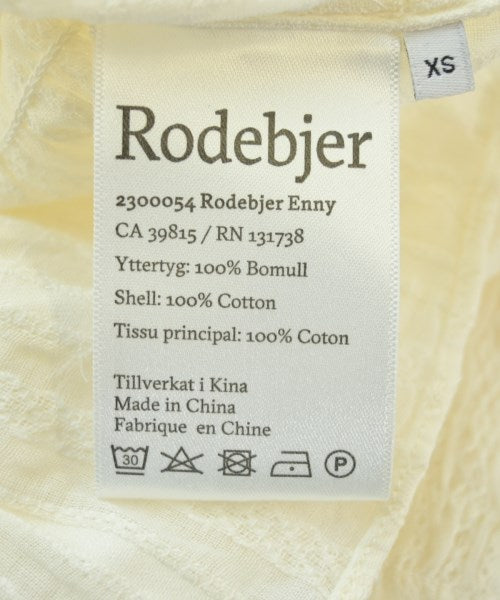 XS
Rodebjer
2300054 Rodebjer Enny
CA 39815 / RN 131738
Yttertyg: 100% Bomull
Shell: 100% Cotton
Tissu principal: 100% Coton
Tillverkat i Kina
Made in China
Fabrique en Chine
30 P